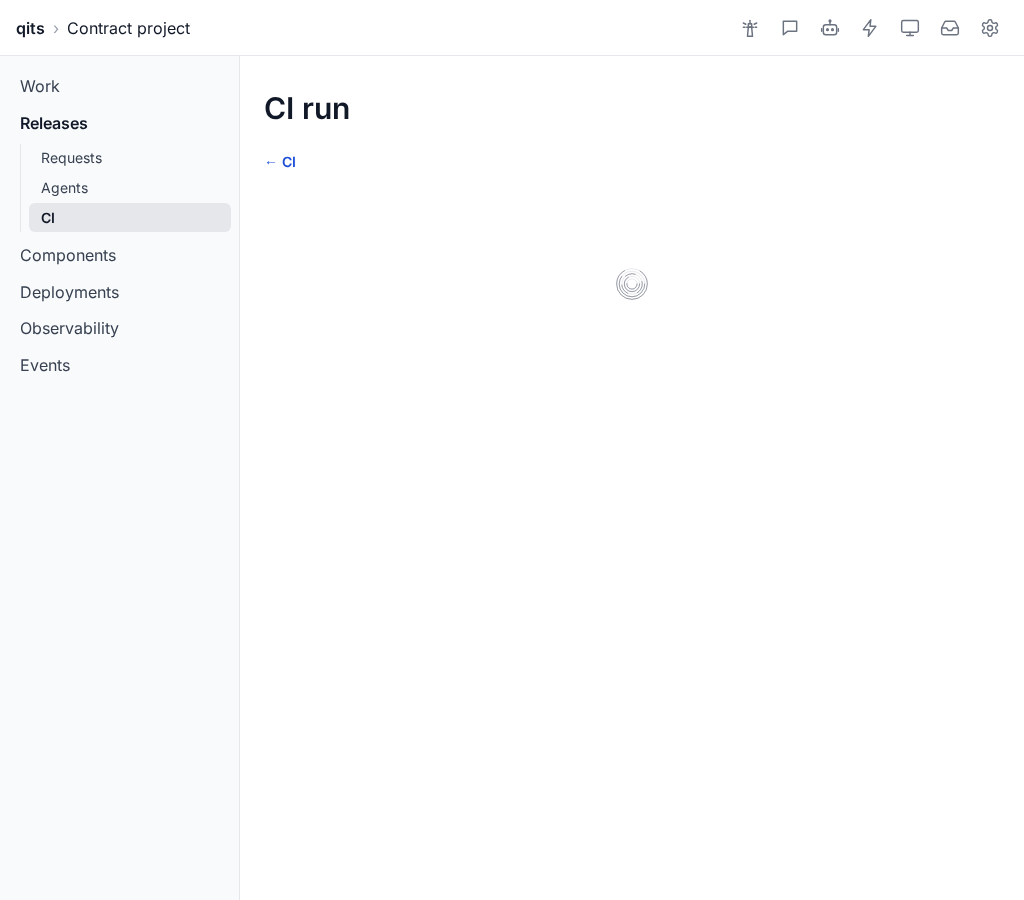 qits › Contract project
Work
Releases
Requests
Agents
CI
Components
Deployments
Observability
Events
CI run
← CI